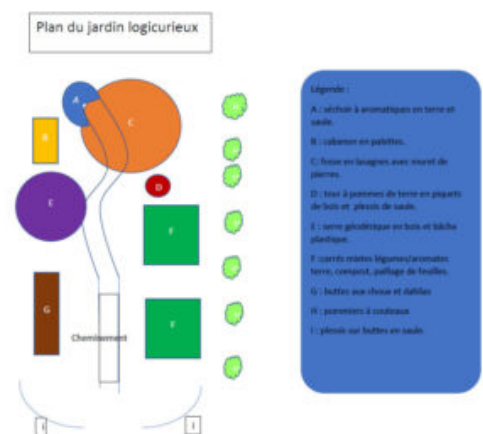 Plan du jardin logicurieux
A
C
B
D
E
F
G
F
Cheminement
I
I
Légende :
A : séchoir à aromatiques en terre et
saule.
B : cabanon en palettes.
C: fosse en lasagnes avec muret de
pierres.
D : tour à pommes de terre en piquets
de bois et plessis de saule.
E : serre géodésique en bois et bâche
plastique.
F :carrés mixtes légumes/aromates
terre, compost, paillage de feuilles.
G : buttes aux choux et dahlias
H : pommiers à couteaux
I : plessis sur buttes en saule.